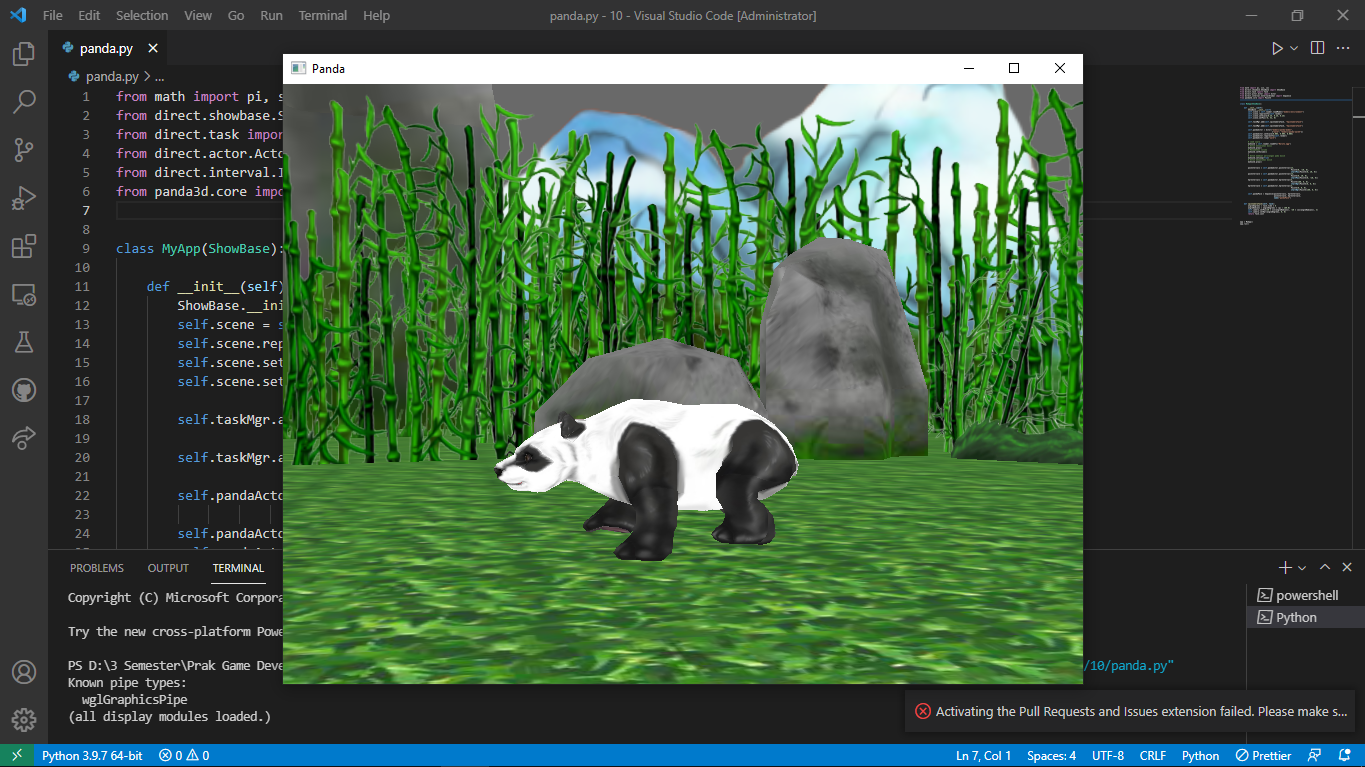 File Edit Selection View Go Run Terminal Help
panda.py - 10 - Visual Studio Code [Administrator]
panda.py
Panda
panda.py > ...
1 from math import pi, s
2 from direct.showbase.S
3 from direct.task impor
4 from direct.actor.Acto
5 from direct.interval.I
6 from panda3d.core impo
7
8
9 class MyApp(ShowBase):
10
11 def __init__(self)
12 ShowBase.__ini
13 self.scene = s
14 self.scene.rep
15 self.scene.set
16 self.scene.set
17
18 self.taskMgr.a
19
20 self.taskMgr.a
21
22 self.pandaActo
23
24 self.pandaActo
PROBLEMS OUTPUT TERMINAL
Copyright (C) Microsoft Corpora
powershell
Python
Try the new cross-platform Powe
PS D:\3 Semester\Prak Game Deve
/10/panda.py"
Known pipe types:
wglGraphicsPipe
(all display modules loaded.)
Activating the Pull Requests and Issues extension failed. Please make s...
Python 3.9.7 64-bit 0 0 Ln 7, Col 1 Spaces: 4 UTF-8 CRLF Python Prettier